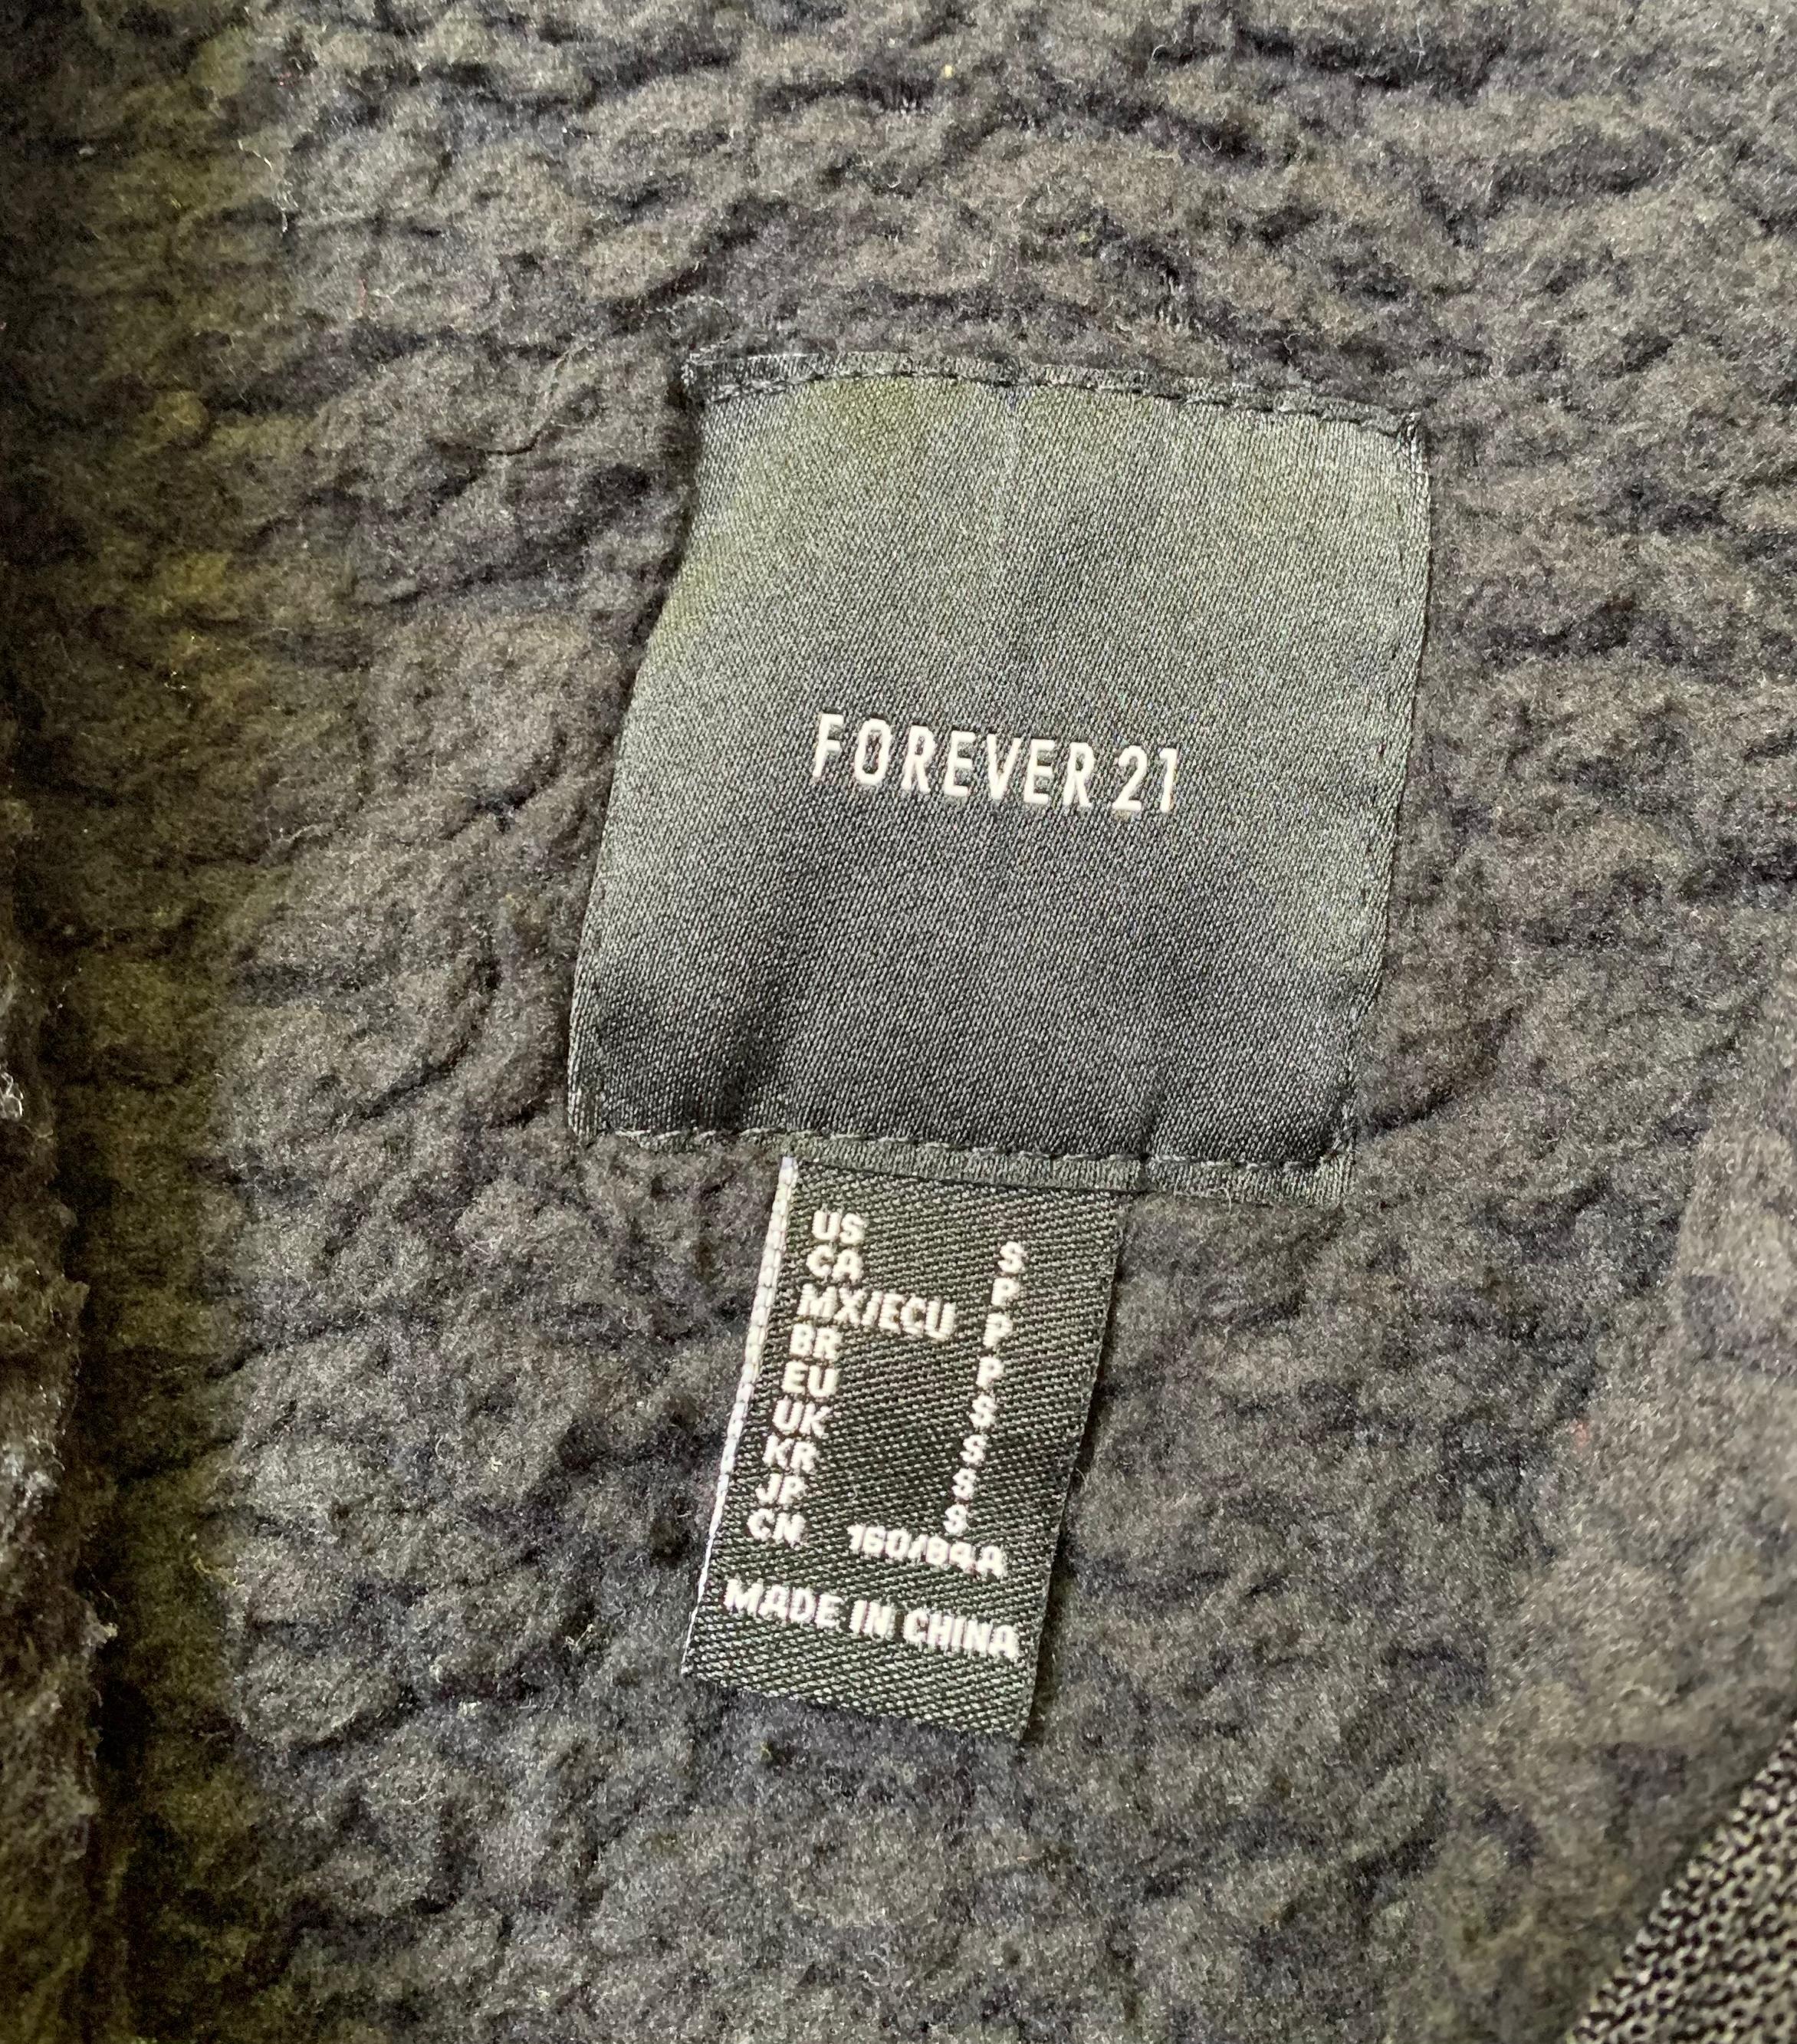 FOREVER 21
US S
CA P
MX/ECU P
BR P
EU S
UK S
KR S
JP S
CN 160/84A
MADE IN CHINA